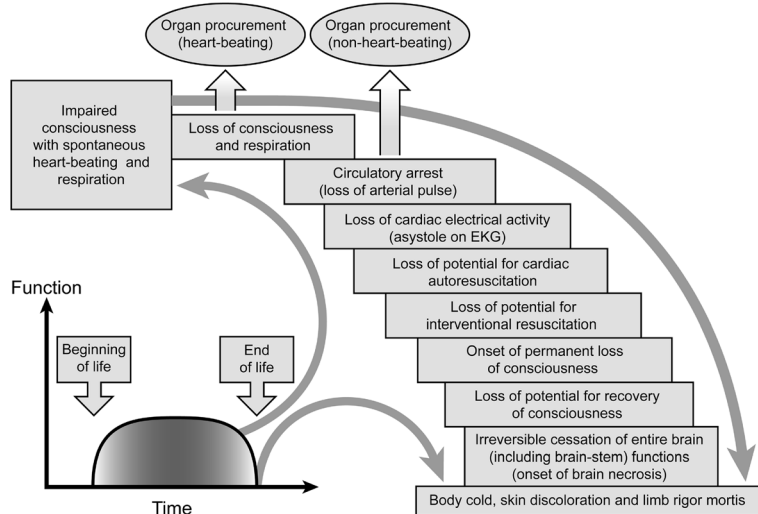 Organ procurement
(heart-beating)
Organ procurement
(non-heart-beating)
Impaired
consciousness
with spontaneous
heart-beating and
respiration
Loss of consciousness
and respiration
Circulatory arrest
(loss of arterial pulse)
Loss of cardiac electrical activity
(asystole on EKG)
Loss of potential for cardiac
autoresuscitation
Loss of potential for
interventional resuscitation
Onset of permanent loss
of consciousness
Loss of potential for recovery
of consciousness
Irreversible cessation of entire brain
(including brain-stem) functions
(onset of brain necrosis)
Body cold, skin discoloration and limb rigor mortis
Function
Beginning
of life
End
of life
Time